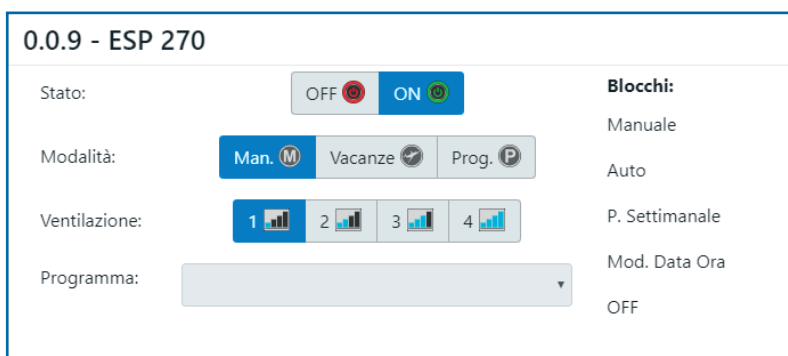 0.0.9 - ESP 270
Stato:
OFF ON
Modalità:
Man. M Vacanze Prog. P
Ventilazione:
1 2 3 4
Programma:
Blocchi:
Manuale
Auto
P. Settimanale
Mod. Data Ora
OFF